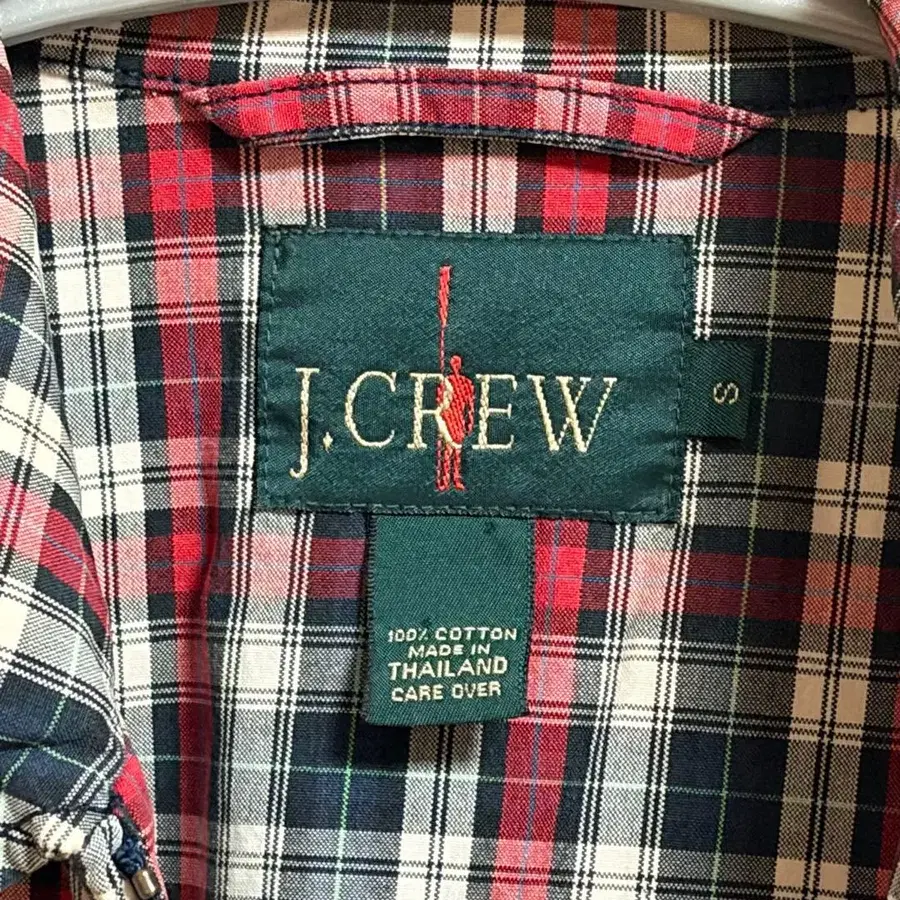 J.CREW
S
100% COTTON
MADE IN
THAILAND
CARE OVER